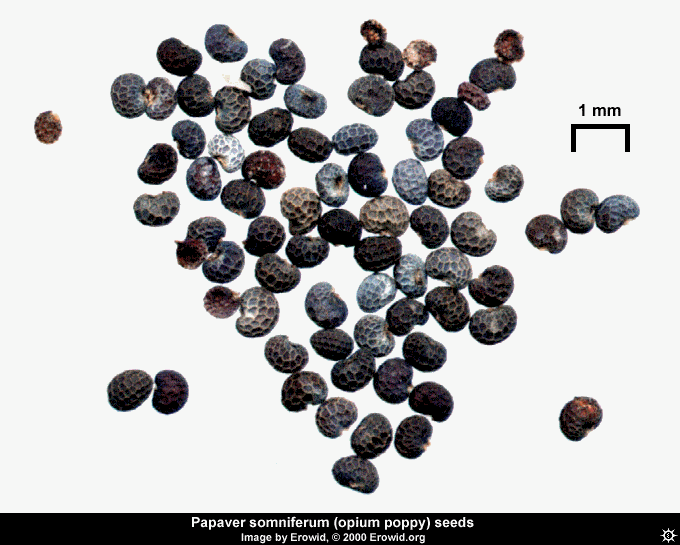 1 mm
Papaver somniferum (opium poppy) seeds
Image by Erowid, © 2000 Erowid.org